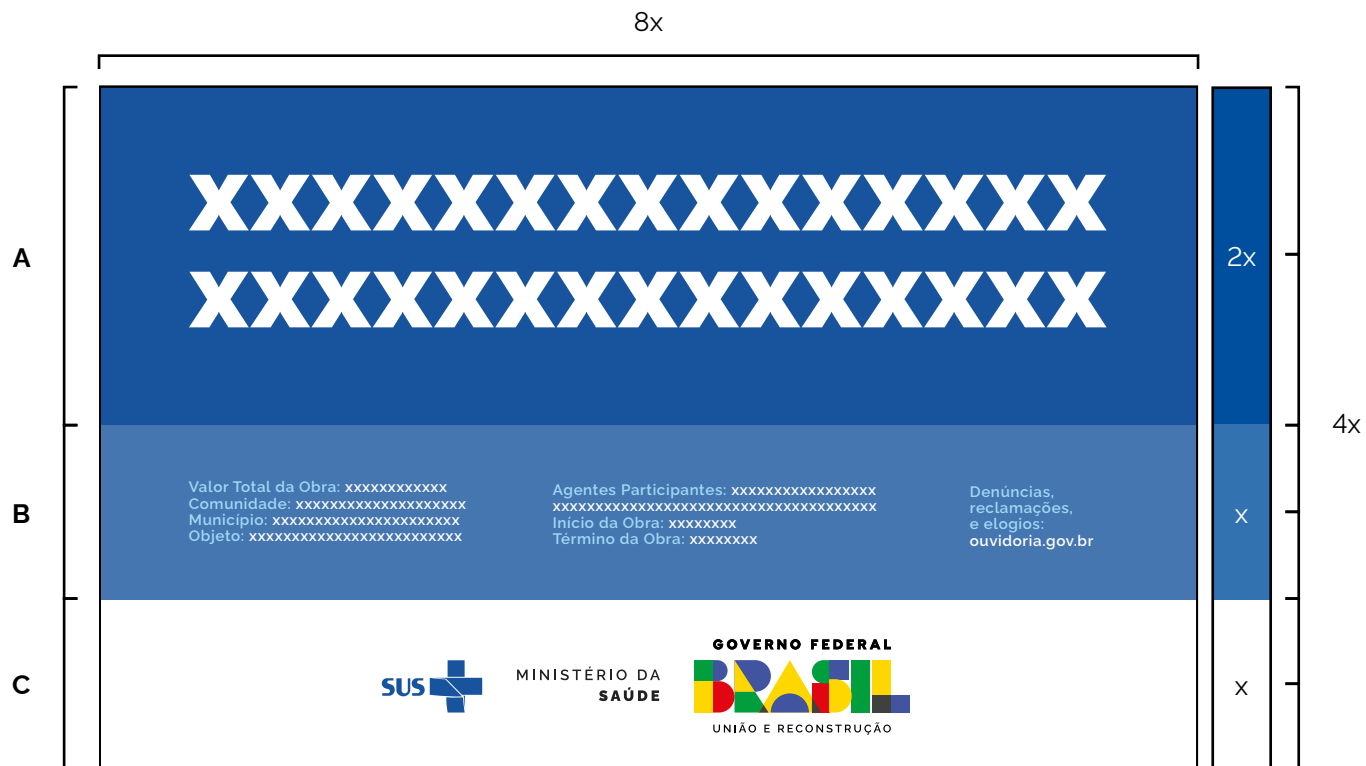 8x
A
XXXXXXXXXXXXXXX
XXXXXXXXXXXXXXX
2x
4x
B
Valor Total da Obra: xxxxxxxxxxxx
Comunidade: xxxxxxxxxxxxxxxxxxxx
Município: xxxxxxxxxxxxxxxxxxxxxx
Objeto: xxxxxxxxxxxxxxxxxxxxxxxxx
Agentes Participantes: xxxxxxxxxxxxxxxxx
xxxxxxxxxxxxxxxxxxxxxxxxxxxxxxxxxxxxxx
Início da Obra: xxxxxxxx
Término da Obra: xxxxxxxx
Denúncias,
reclamações,
e elogios:
ouvidoria.gov.br
x
C
SUS
MINISTÉRIO DA
SAÚDE
GOVERNO FEDERAL
BRASIL
UNIÃO E RECONSTRUÇÃO
x